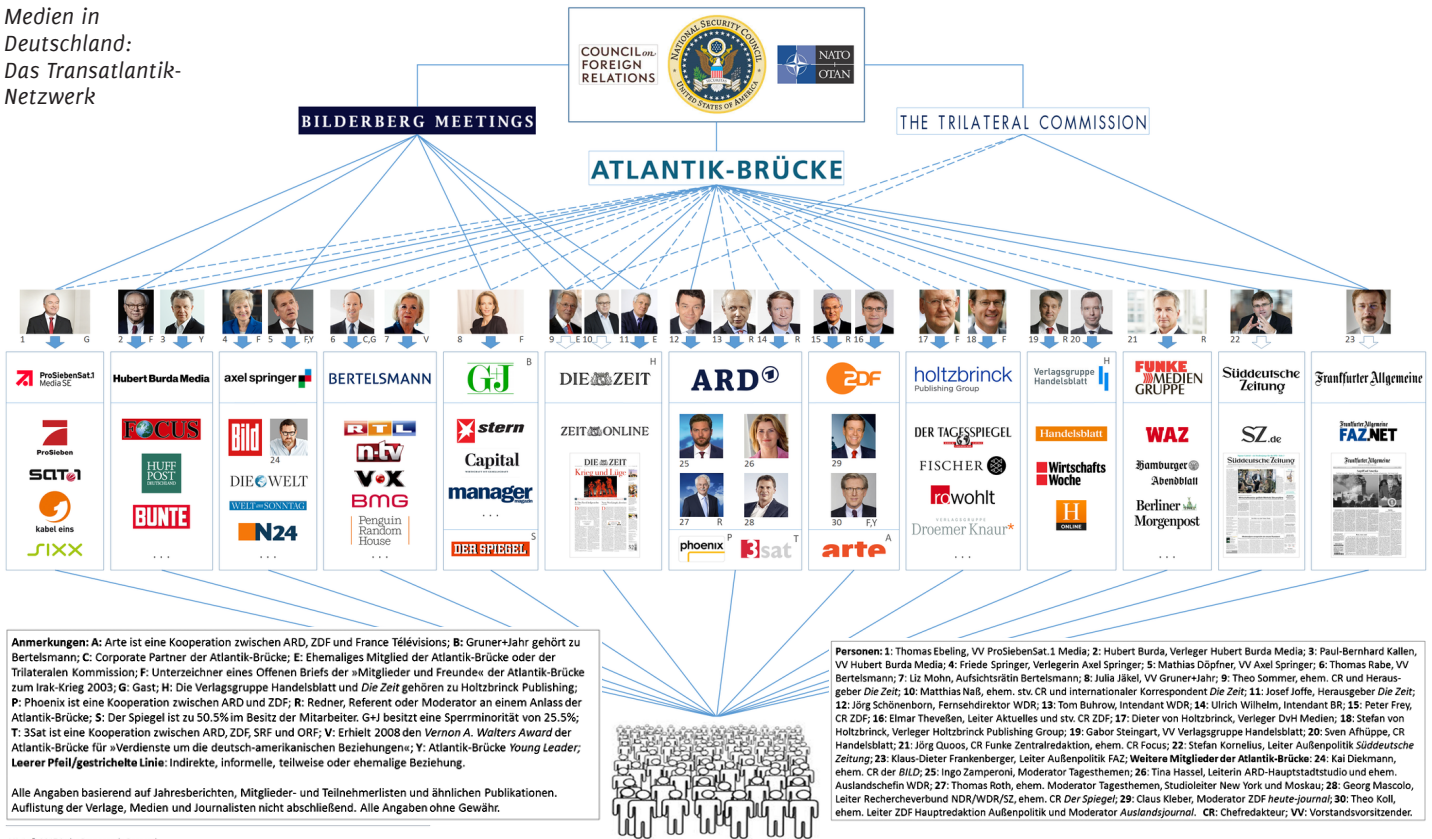 Medien in
Deutschland:
Das Transatlantik-
Netzwerk
COUNCIL on
FOREIGN
RELATIONS
NATIONAL SECURITY COUNCIL
UNITED STATES OF AMERICA
NATO
OTAN
BILDERBERG MEETINGS
THE TRILATERAL COMMISSION
ATLANTIK-BRÜCKE
1 G
2 F 3 Y
4 F 5 F,Y
6 C,G 7 V
8 F
9 E 10 11 E
12 F 13 R 14 R
15 R 16
17 F 18 F
19 R 20
21 R
22
23
ProSiebenSat.1
Media SE
Hubert Burda Media
axel springer
BERTELSMANN
B
G+J
H
DIE ZEIT
ARD
ZDF
holtzbrinck
Publishing Group
H
Verlagsgruppe
Handelsblatt
FUNKE
MEDIEN
GRUPPE
Süddeutsche
Zeitung
Frankfurter Allgemeine
ProSieben
SAT.1
kabel eins
sixx
FOCUS
HUFF
POST
DEUTSCHLAND
BUNTE
. . .
Bild
24
DIE WELT
WELT am SONNTAG
N24
RTL
n-tv
VOX
BMG
Penguin
Random
House
. . .
stern
Capital
manager
magazin
. . .
S
DER SPIEGEL
ZEIT ONLINE
DIE ZEIT
Krieg und Lüge
25 26
27 R 28
P
phoenix
T
3sat
29
30 F,Y
A
arte
DER TAGESSPIEGEL
FISCHER
rowohlt
VERLAGSGRUPPE
Droemer Knaur*
. . .
Handelsblatt
Wirtschafts
Woche
H
ONLINE
WAZ
Hamburger
Abendblatt
Berliner
Morgenpost
. . .
SZ.de
Süddeutsche Zeitung
Frankfurter Allgemeine
FAZ.NET
Frankfurter Allgemeine
Anmerkungen: A: Arte ist eine Kooperation zwischen ARD, ZDF und France Télévisions; B: Gruner+Jahr gehört zu
Bertelsmann; C: Corporate Partner der Atlantik-Brücke; E: Ehemaliges Mitglied der Atlantik-Brücke oder der
Trilateralen Kommission; F: Unterzeichner eines Offenen Briefs der »Mitglieder und Freunde« der Atlantik-Brücke
zum Irak-Krieg 2003; G: Gast; H: Die Verlagsgruppe Handelsblatt und Die Zeit gehören zu Holtzbrinck Publishing;
P: Phoenix ist eine Kooperation zwischen ARD und ZDF; R: Redner, Referent oder Moderator an einem Anlass der
Atlantik-Brücke; S: Der Spiegel ist zu 50.5% im Besitz der Mitarbeiter. G+J besitzt eine Sperrminorität von 25.5%;
T: 3Sat ist eine Kooperation zwischen ARD, ZDF, SRF und ORF; V: Erhielt 2008 den Vernon A. Walters Award der
Atlantik-Brücke für »Verdienste um die deutsch-amerikanischen Beziehungen«; Y: Atlantik-Brücke Young Leader;
Leerer Pfeil/gestrichelte Linie: Indirekte, informelle, teilweise oder ehemalige Beziehung.
Alle Angaben basierend auf Jahresberichten, Mitglieder- und Teilnehmerlisten und ähnlichen Publikationen.
Auflistung der Verlage, Medien und Journalisten nicht abschließend. Alle Angaben ohne Gewähr.
Personen: 1: Thomas Ebeling, VV ProSiebenSat.1 Media; 2: Hubert Burda, Verleger Hubert Burda Media; 3: Paul-Bernhard Kallen,
VV Hubert Burda Media; 4: Friede Springer, Verlegerin Axel Springer; 5: Mathias Döpfner, VV Axel Springer; 6: Thomas Rabe, VV
Bertelsmann; 7: Liz Mohn, Aufsichtsrätin Bertelsmann; 8: Julia Jäkel, VV Gruner+Jahr; 9: Theo Sommer, ehem. CR und Heraus-
geber Die Zeit; 10: Matthias Naß, ehem. stv. CR und internationaler Korrespondent Die Zeit; 11: Josef Joffe, Herausgeber Die Zeit;
12: Jörg Schönenborn, Fernsehdirektor WDR; 13: Tom Buhrow, Intendant WDR; 14: Ulrich Wilhelm, Intendant BR; 15: Peter Frey,
CR ZDF; 16: Elmar Theveßen, Leiter Aktuelles und stv. CR ZDF; 17: Dieter von Holtzbrinck, Verleger DvH Medien; 18: Stefan von
Holtzbrinck, Verleger Holtzbrinck Publishing Group; 19: Gabor Steingart, VV Verlagsgruppe Handelsblatt; 20: Sven Afhüppe, CR
Handelsblatt; 21: Jörg Quoos, CR Funke Zentralredaktion, ehem. CR Focus; 22: Stefan Kornelius, Leiter Außenpolitik Süddeutsche
Zeitung; 23: Klaus-Dieter Frankenberger, Leiter Außenpolitik FAZ; Weitere Mitglieder der Atlantik-Brücke: 24: Kai Diekmann,
ehem. CR der BILD; 25: Ingo Zamperoni, Moderator Tagesthemen; 26: Tina Hassel, Leiterin ARD-Hauptstadtstudio und ehem.
Auslandschefin WDR; 27: Thomas Roth, ehem. Moderator Tagesthemen, Studioleiter New York und Moskau; 28: Georg Mascolo,
Leiter Rechercheverbund NDR/WDR/SZ, ehem. CR Der Spiegel; 29: Claus Kleber, Moderator ZDF heute-journal; 30: Theo Koll,
ehem. Leiter ZDF Hauptredaktion Außenpolitik und Moderator Auslandsjournal. CR: Chefredakteur; VV: Vorstandsvorsitzender.